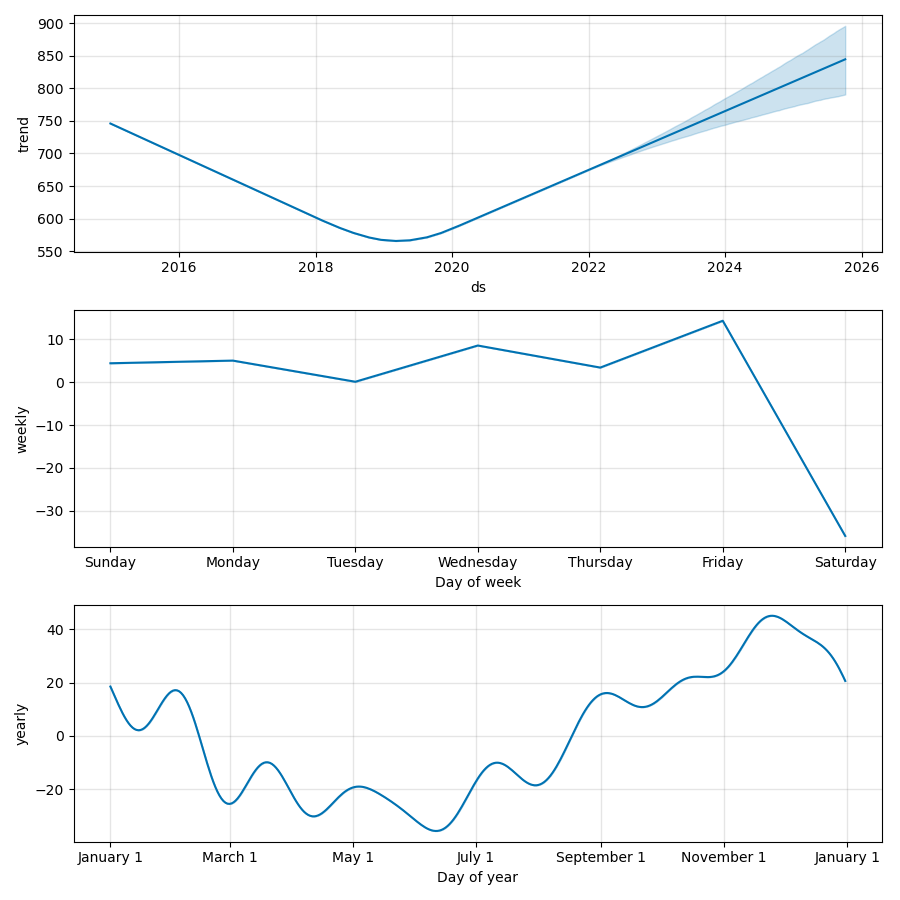 900
850
800
750
700
650
600
550
trend
2016 2018 2020 2022 2024 2026
ds
10
0
−10
−20
−30
weekly
Sunday Monday Tuesday Wednesday Thursday Friday Saturday
Day of week
40
20
0
−20
yearly
January 1 March 1 May 1 July 1 September 1 November 1 January 1
Day of year